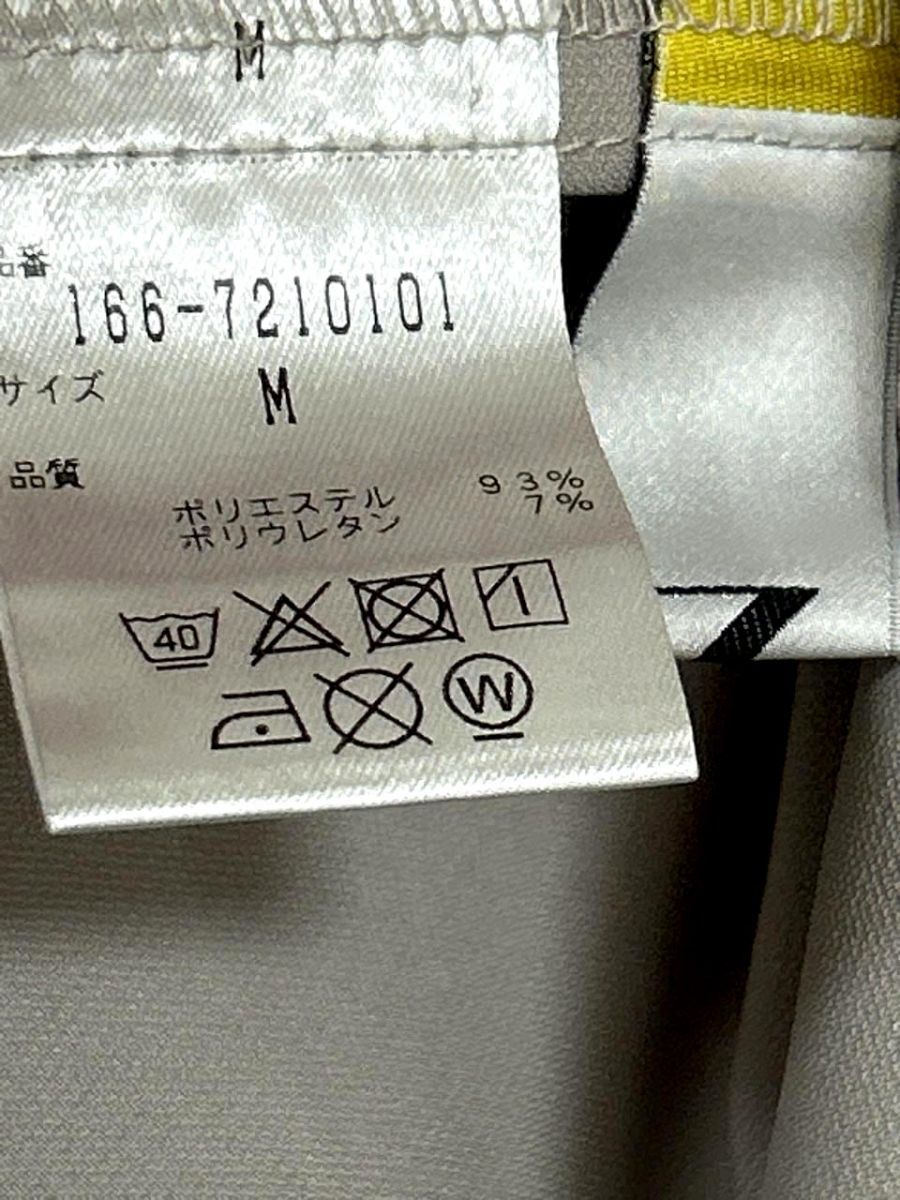 M
品番
166-7210101
サイズ M
品質
ポリエステル 93%
ポリウレタン 7%
40
W